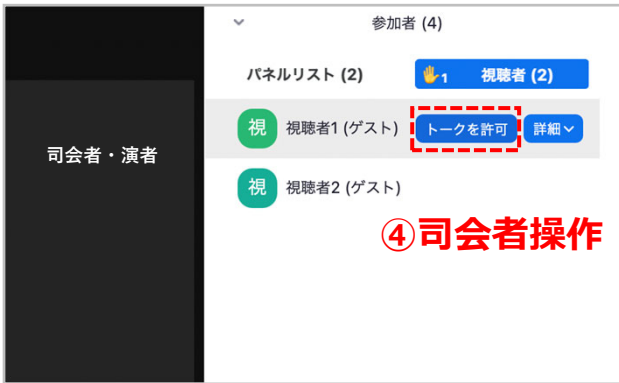 参加者 (4)
パネルリスト (2)
✋1 視聴者 (2)
視 視聴者1 (ゲスト) トークを許可 詳細
司会者・演者
視 視聴者2 (ゲスト)
④司会者操作